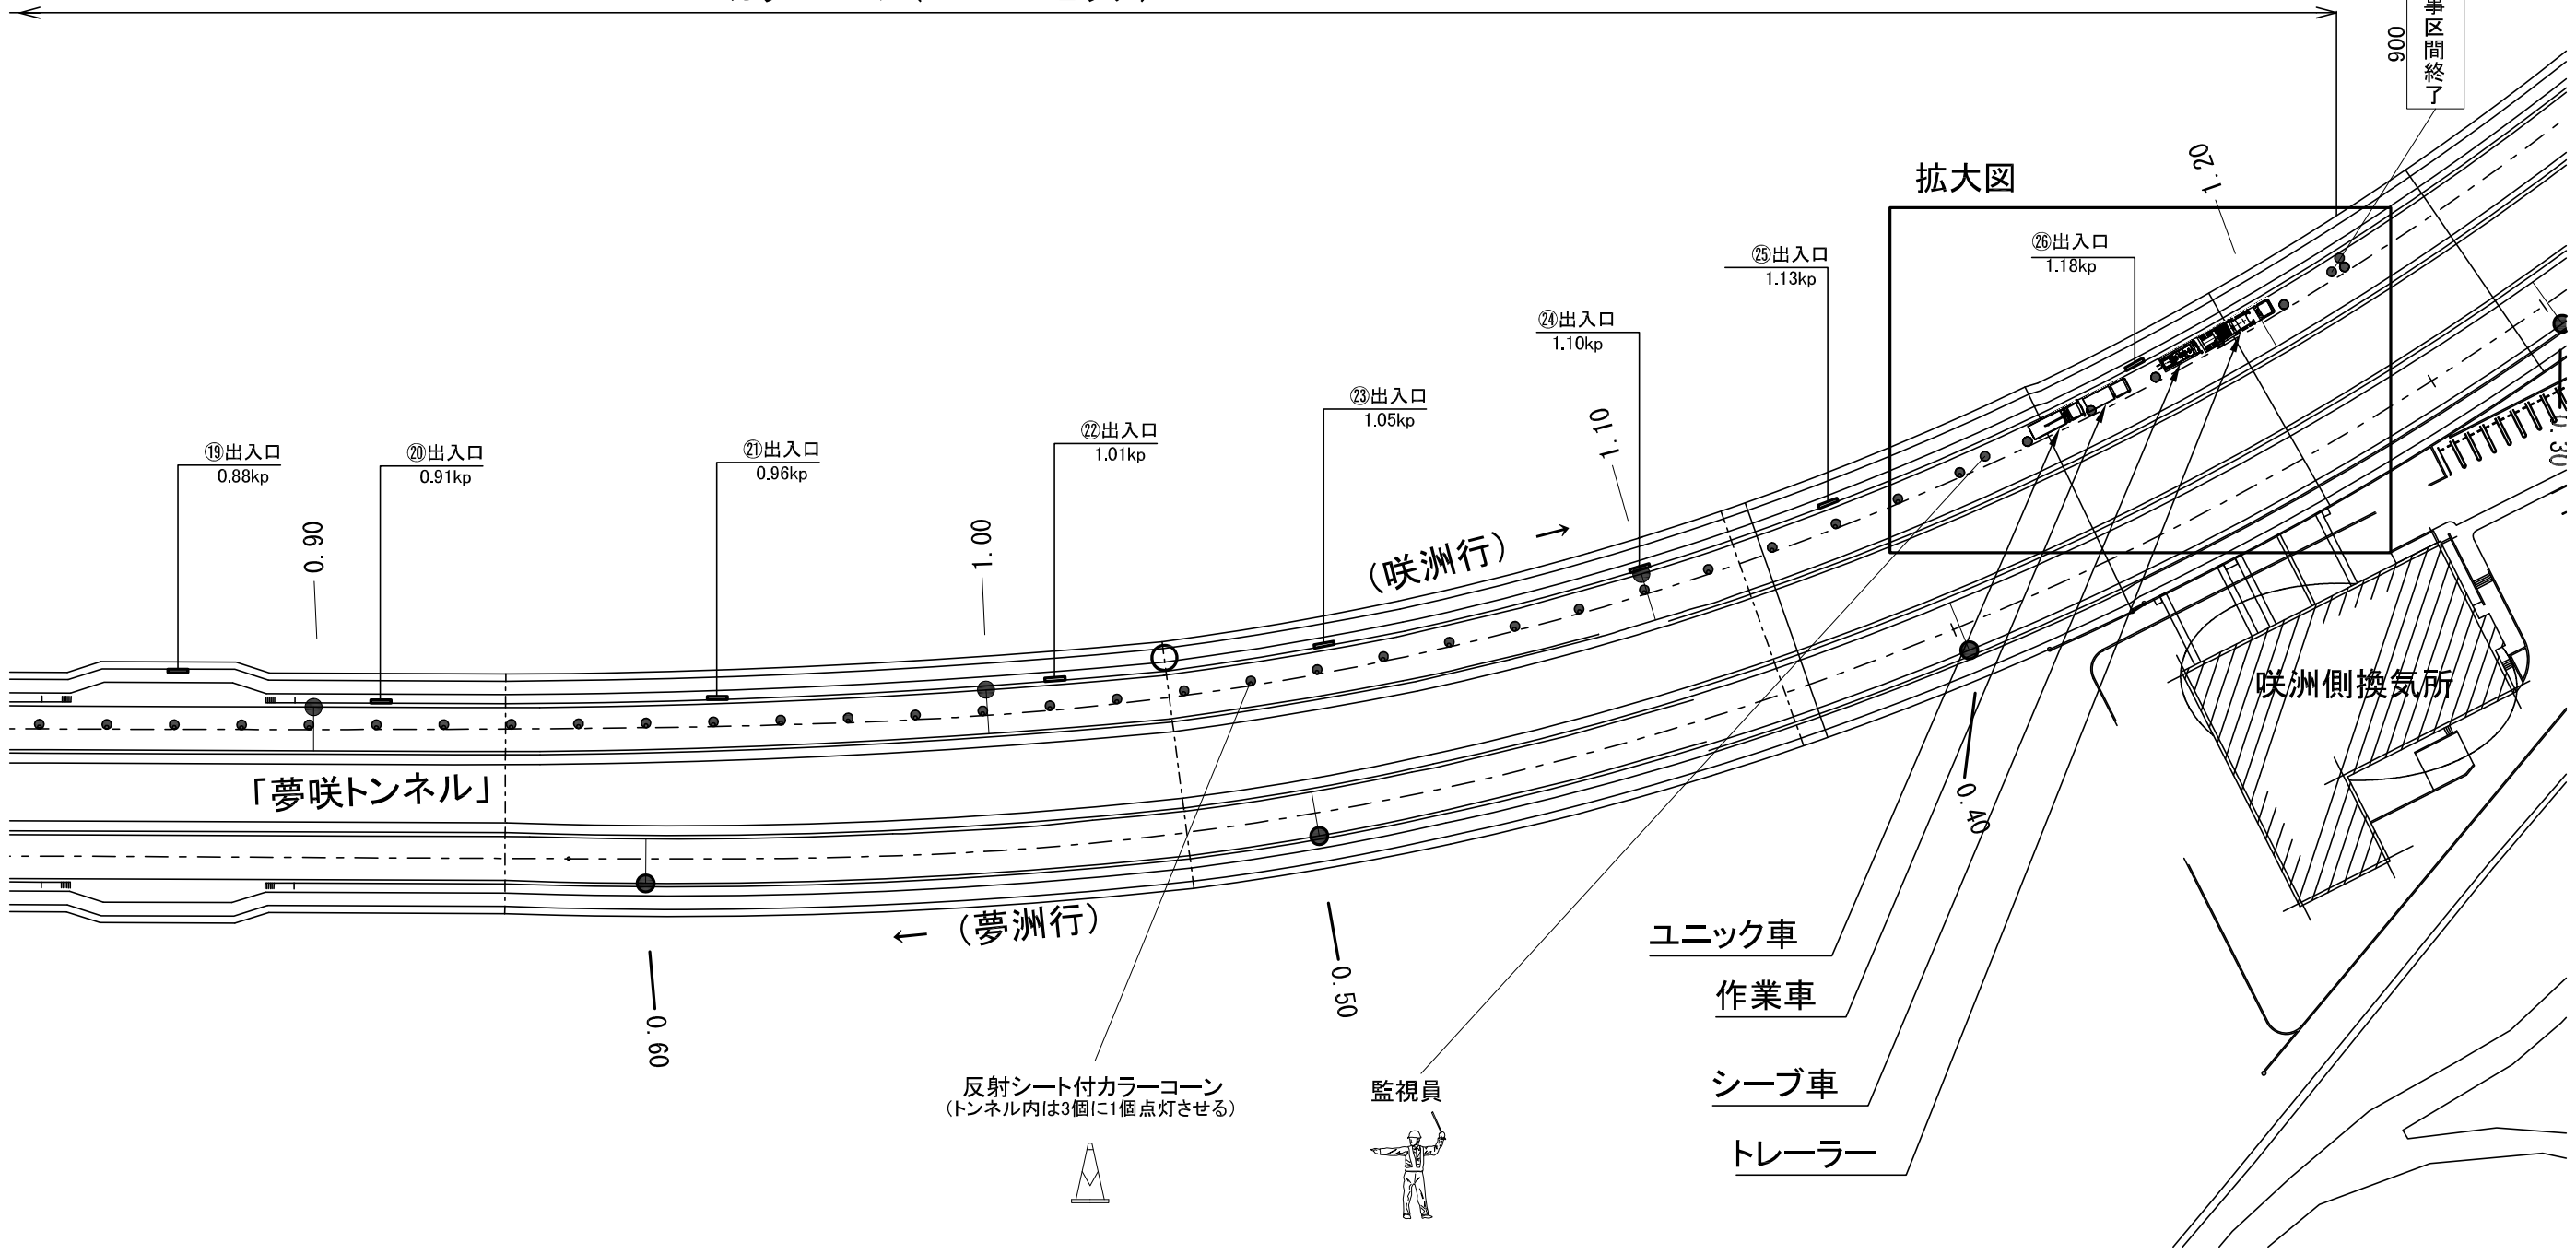 事区間終了
900
拡大図
1.20
㉖出入口
1.18kp
㉕出入口
1.13kp
㉔出入口
1.10kp
㉓出入口
1.05kp
㉒出入口
1.01kp
㉑出入口
0.96kp
⑳出入口
0.91kp
⑲出入口
0.88kp
0.90
1.00
1.10
(咲洲行) →
0.30
咲洲側換気所
「夢咲トンネル」
← (夢洲行)
0.60
0.50
0.40
ユニック車
作業車
シーブ車
トレーラー
反射シート付カラーコーン
(トンネル内は3個に1個点灯させる)
監視員